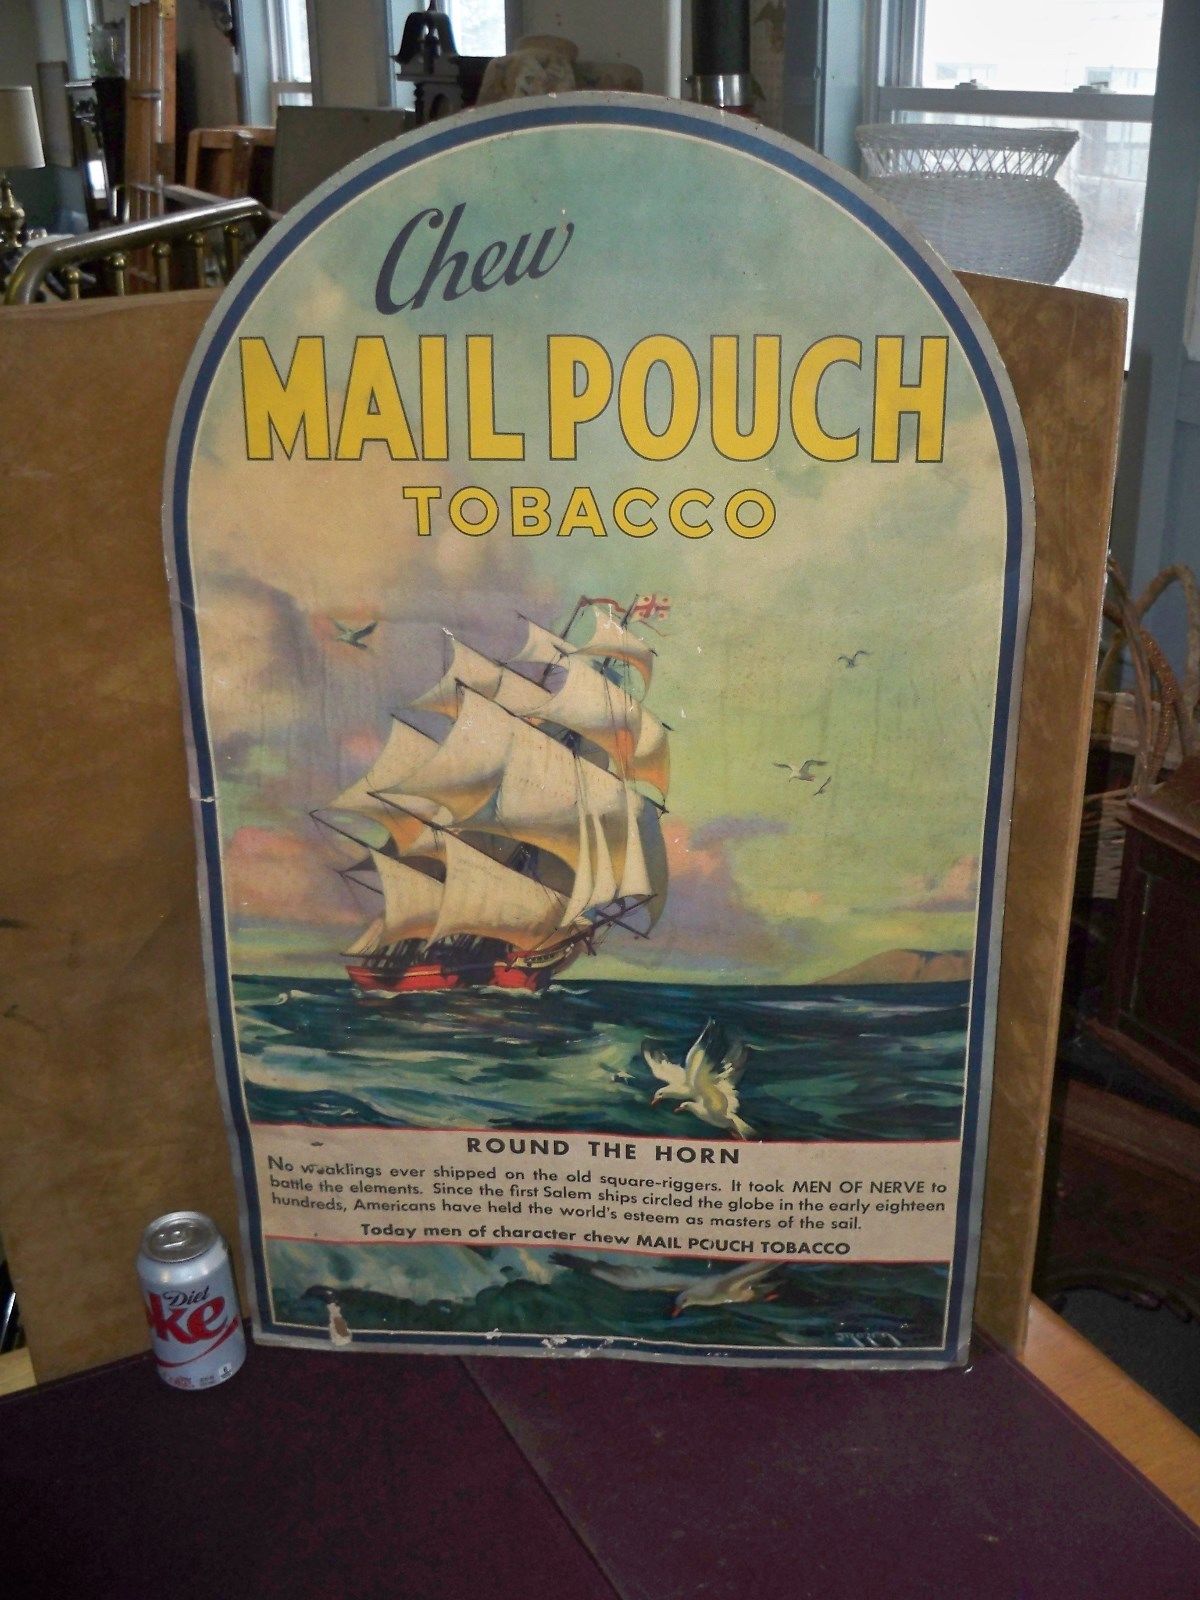 Chew
MAIL POUCH
TOBACCO
ROUND THE HORN
No weaklings ever shipped on the old square-riggers. It took MEN OF NERVE to
battle the elements. Since the first Salem ships circled the globe in the early eighteen
hundreds, Americans have held the world's esteem as masters of the sail.
Today men of character chew MAIL POUCH TOBACCO
Diet
ke